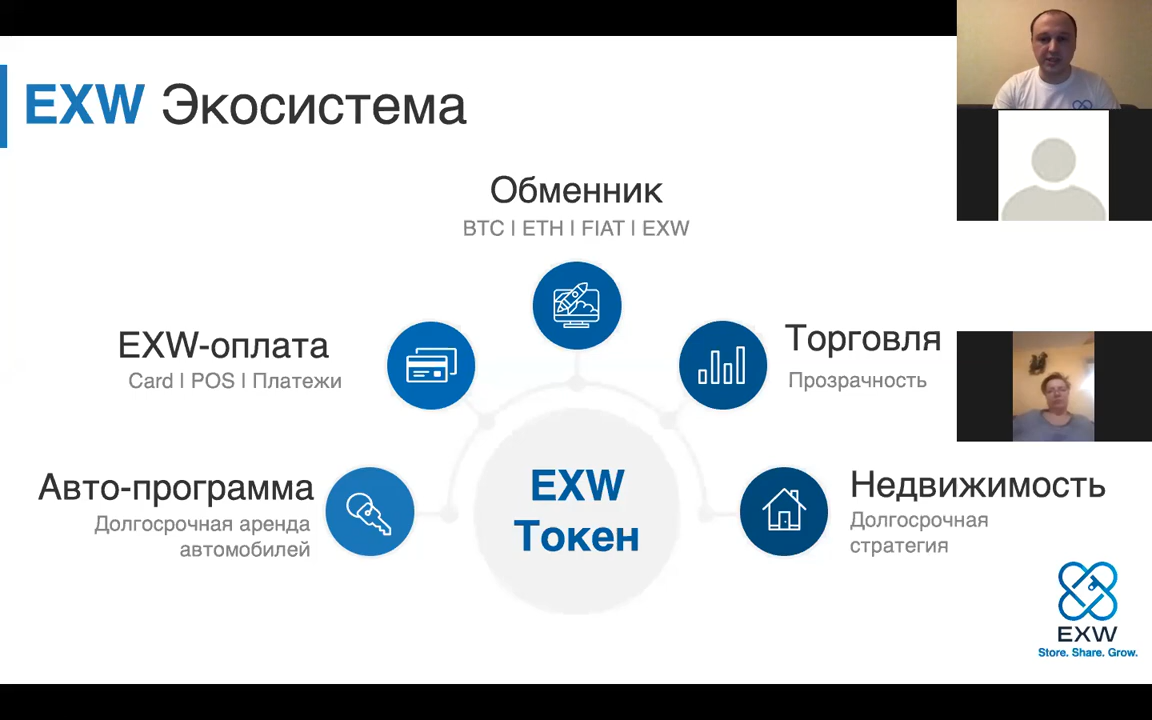 EXW Экосистема
Обменник
BTC | ETH | FIAT | EXW
EXW-оплата
Card | POS | Платежи
Торговля
Прозрачность
Авто-программа
Долгосрочная аренда
автомобилей
EXW
Токен
Недвижимость
Долгосрочная
стратегия
EXW
Store. Share. Grow.